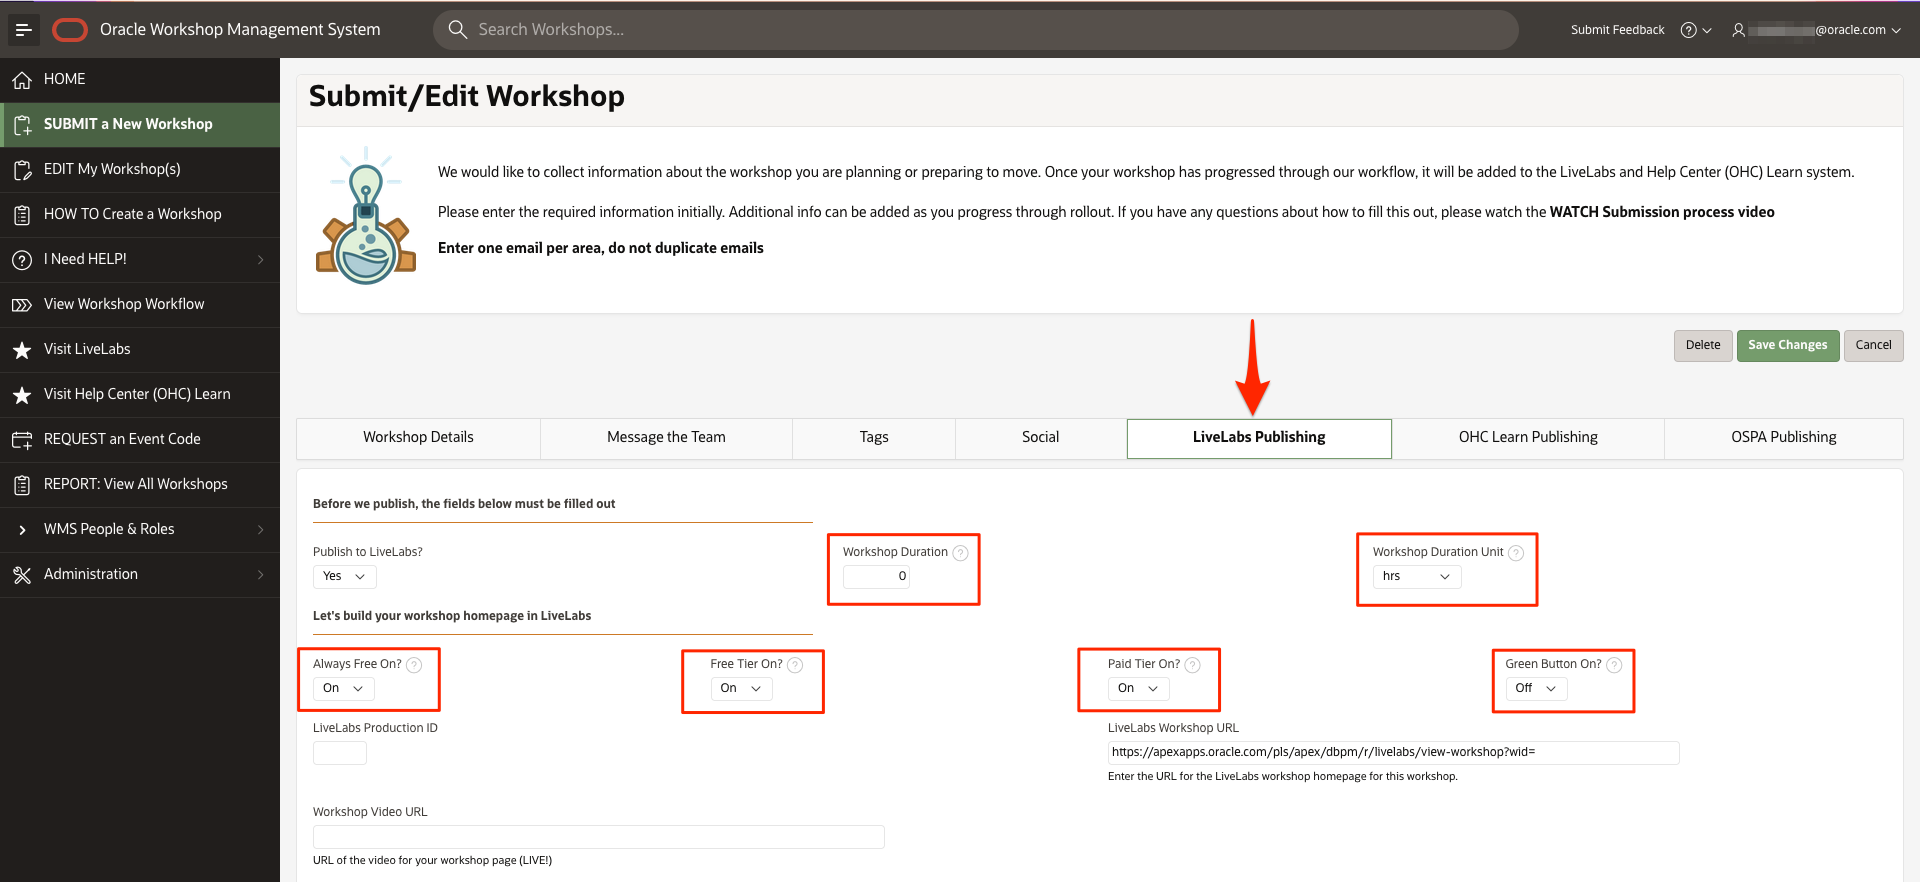 Oracle Workshop Management System
Search Workshops...
Submit Feedback
@oracle.com
HOME
SUBMIT a New Workshop
EDIT My Workshop(s)
HOW TO Create a Workshop
I Need HELP!
View Workshop Workflow
Visit LiveLabs
Visit Help Center (OHC) Learn
REQUEST an Event Code
REPORT: View All Workshops
WMS People & Roles
Administration
Submit/Edit Workshop
We would like to collect information about the workshop you are planning or preparing to move. Once your workshop has progressed through our workflow, it will be added to the LiveLabs and Help Center (OHC) Learn system.
Please enter the required information initially. Additional info can be added as you progress through rollout. If you have any questions about how to fill this out, please watch the WATCH Submission process video
Enter one email per area, do not duplicate emails
Delete
Save Changes
Cancel
Workshop Details
Message the Team
Tags
Social
LiveLabs Publishing
OHC Learn Publishing
OSPA Publishing
Before we publish, the fields below must be filled out
Publish to LiveLabs?
Yes
Workshop Duration ?
0
Workshop Duration Unit ?
hrs
Let's build your workshop homepage in LiveLabs
Always Free On? ?
On
Free Tier On? ?
On
Paid Tier On? ?
On
Green Button On? ?
Off
LiveLabs Production ID
LiveLabs Workshop URL
https://apexapps.oracle.com/pls/apex/dbpm/r/livelabs/view-workshop?wid=
Enter the URL for the LiveLabs workshop homepage for this workshop.
Workshop Video URL
URL of the video for your workshop page (LIVE!)